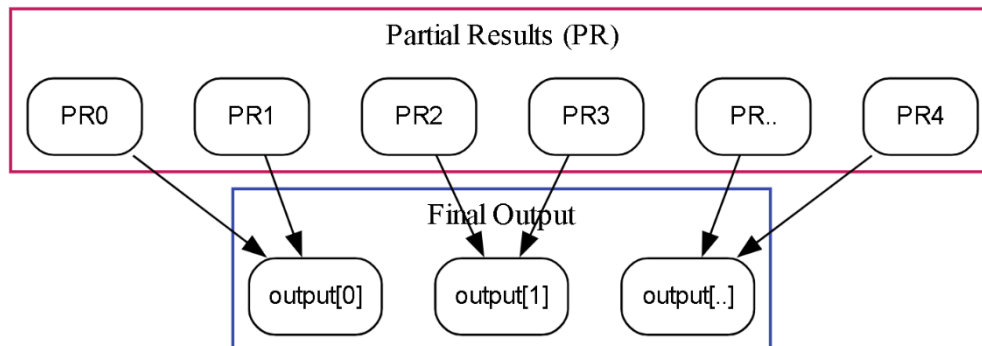 Partial Results (PR)
PR0 PR1 PR2 PR3 PR.. PR4
Final Output
output[0] output[1] output[..]